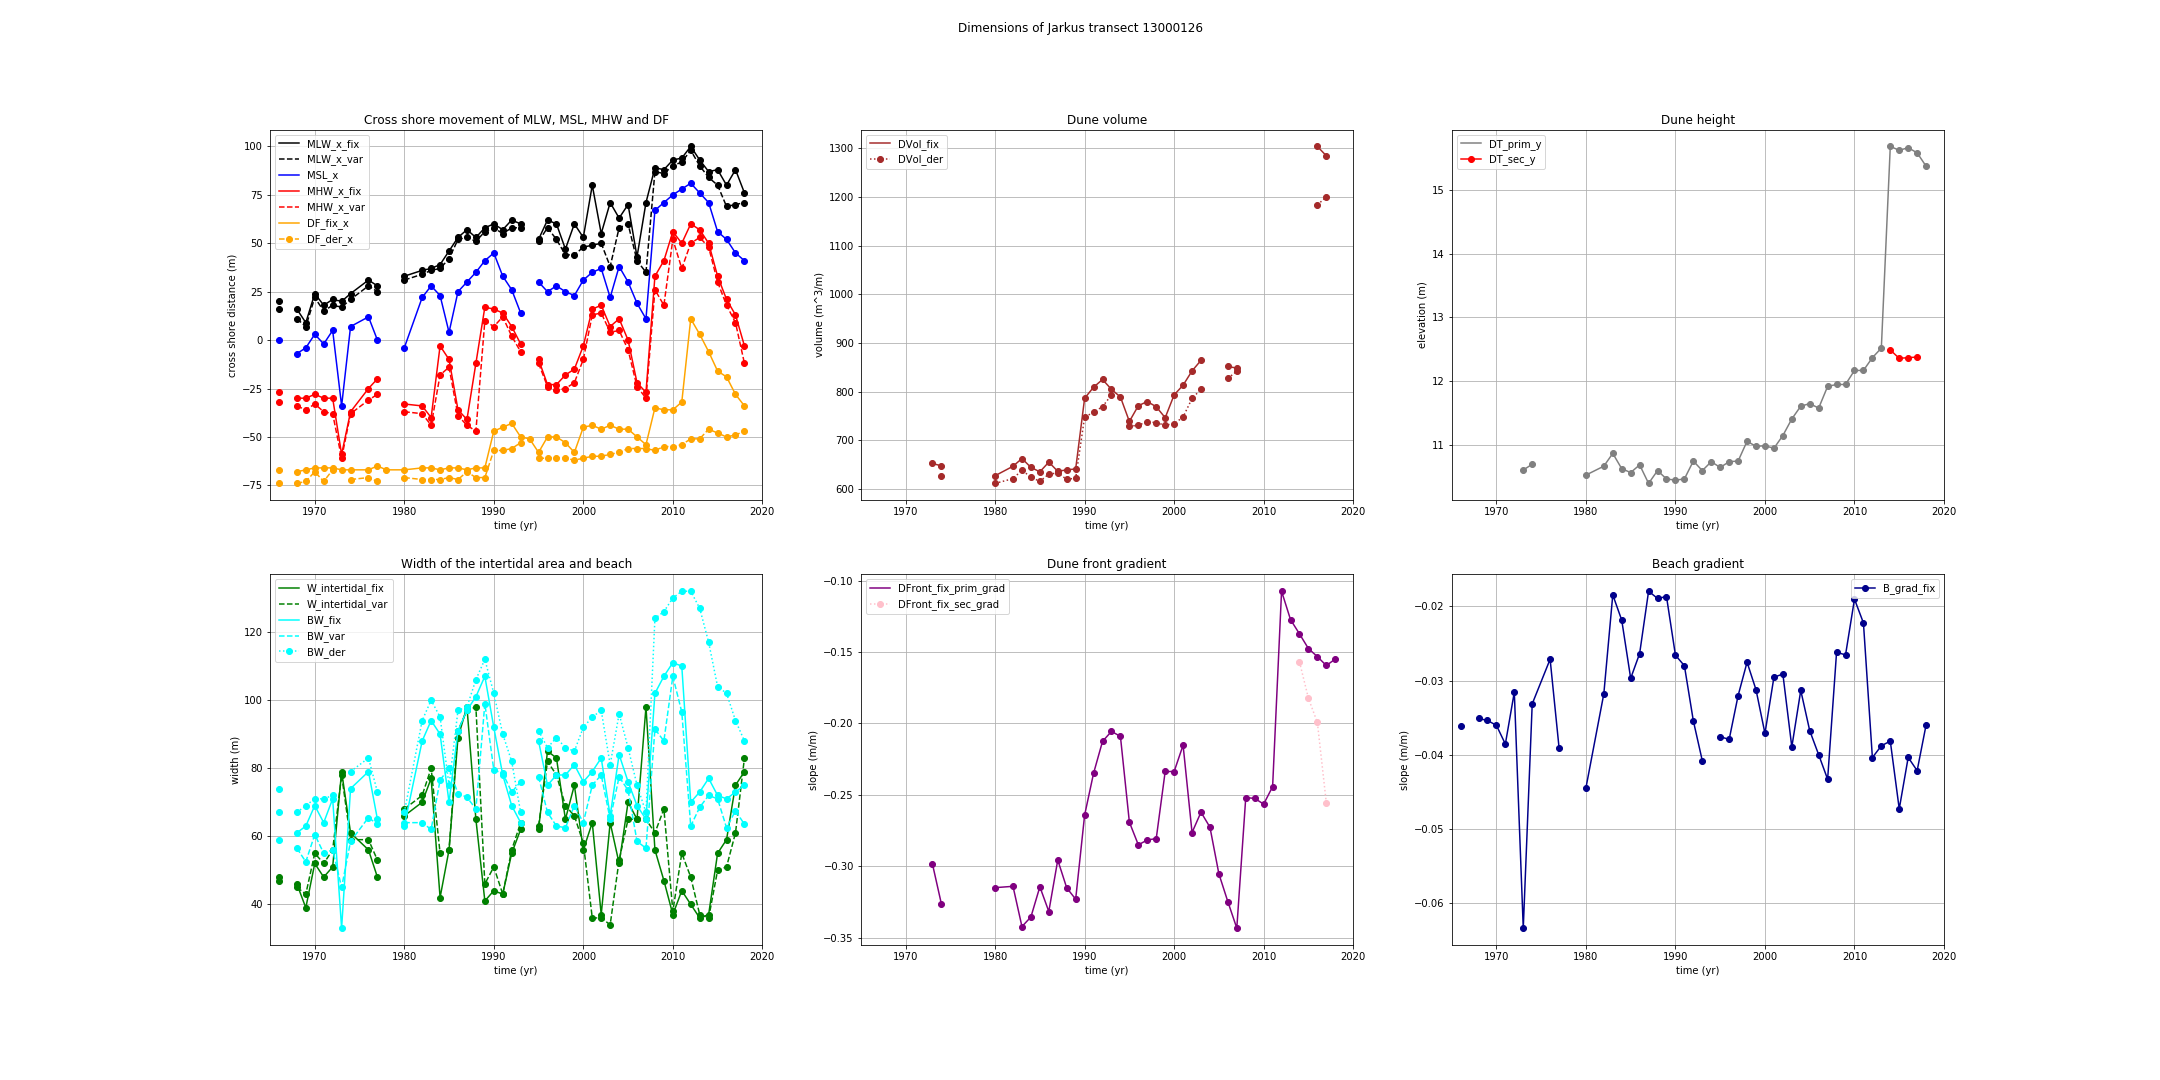 Dimensions of Jarkus transect 13000126
Cross shore movement of MLW, MSL, MHW and DF
MLW_x_fix
MLW_x_var
MSL_x
MHW_x_fix
MHW_x_var
DF_fix_x
DF_der_x
cross shore distance (m)
100
75
50
25
0
−25
−50
−75
1970 1980 1990 2000 2010 2020
time (yr)
Dune volume
DVol_fix
DVol_der
volume (m^3/m)
1300
1200
1100
1000
900
800
700
600
1970 1980 1990 2000 2010 2020
time (yr)
Dune height
DT_prim_y
DT_sec_y
elevation (m)
15
14
13
12
11
1970 1980 1990 2000 2010 2020
time (yr)
Width of the intertidal area and beach
W_intertidal_fix
W_intertidal_var
BW_fix
BW_var
BW_der
width (m)
120
100
80
60
40
1970 1980 1990 2000 2010 2020
time (yr)
Dune front gradient
DFront_fix_prim_grad
DFront_fix_sec_grad
slope (m/m)
−0.10
−0.15
−0.20
−0.25
−0.30
−0.35
1970 1980 1990 2000 2010 2020
time (yr)
Beach gradient
B_grad_fix
slope (m/m)
−0.02
−0.03
−0.04
−0.05
−0.06
1970 1980 1990 2000 2010 2020
time (yr)